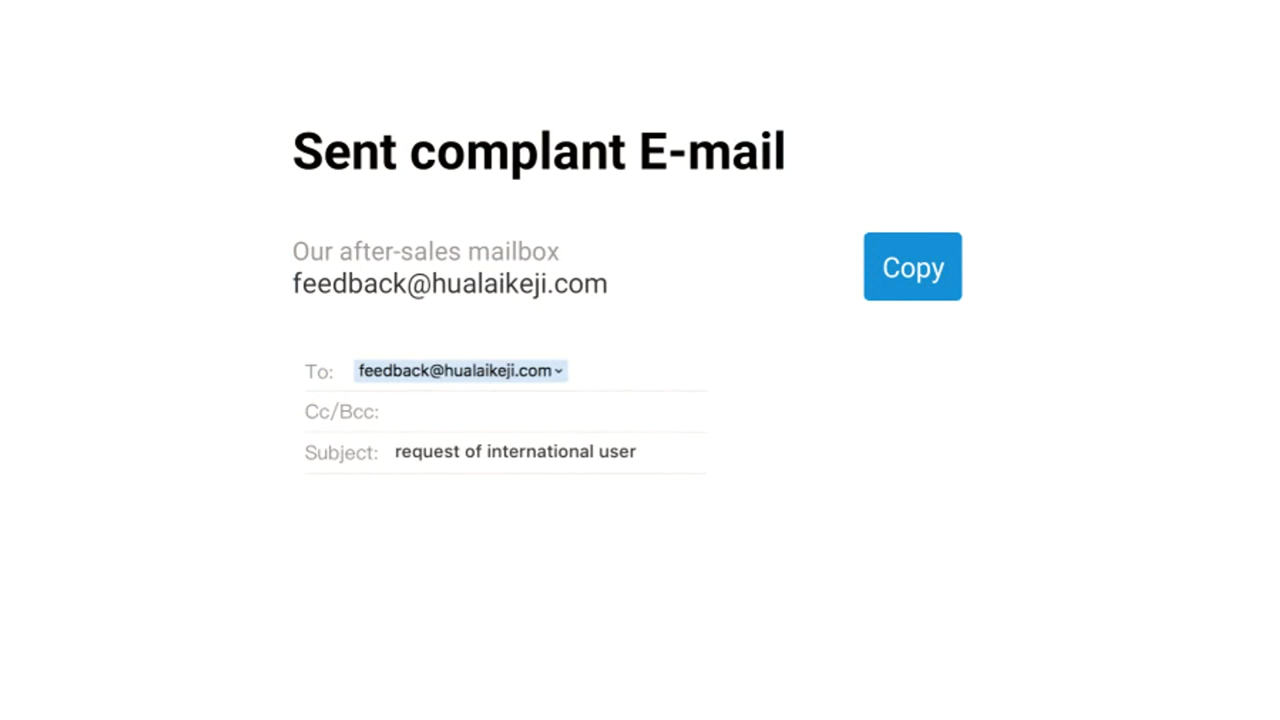 Sent complant E-mail
Our after-sales mailbox
feedback@hualaikeji.com
Copy
To: feedback@hualaikeji.com
Cc/Bcc:
Subject: request of international user